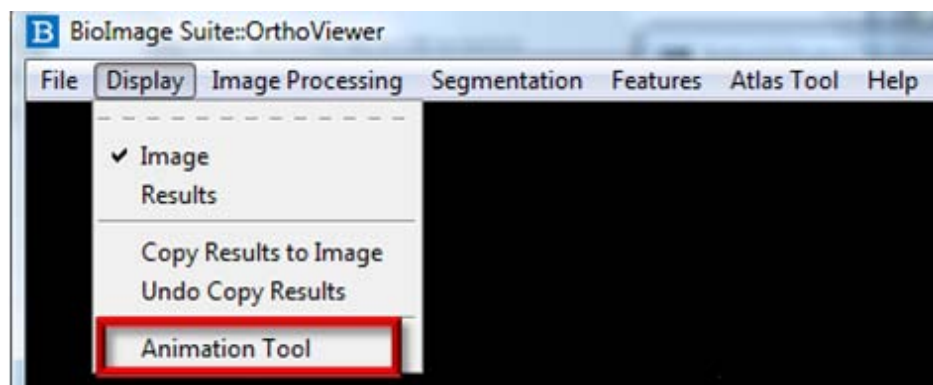 B BioImage Suite::OrthoViewer
File Display Image Processing Segmentation Features Atlas Tool Help
✔ Image
Results
Copy Results to Image
Undo Copy Results
Animation Tool